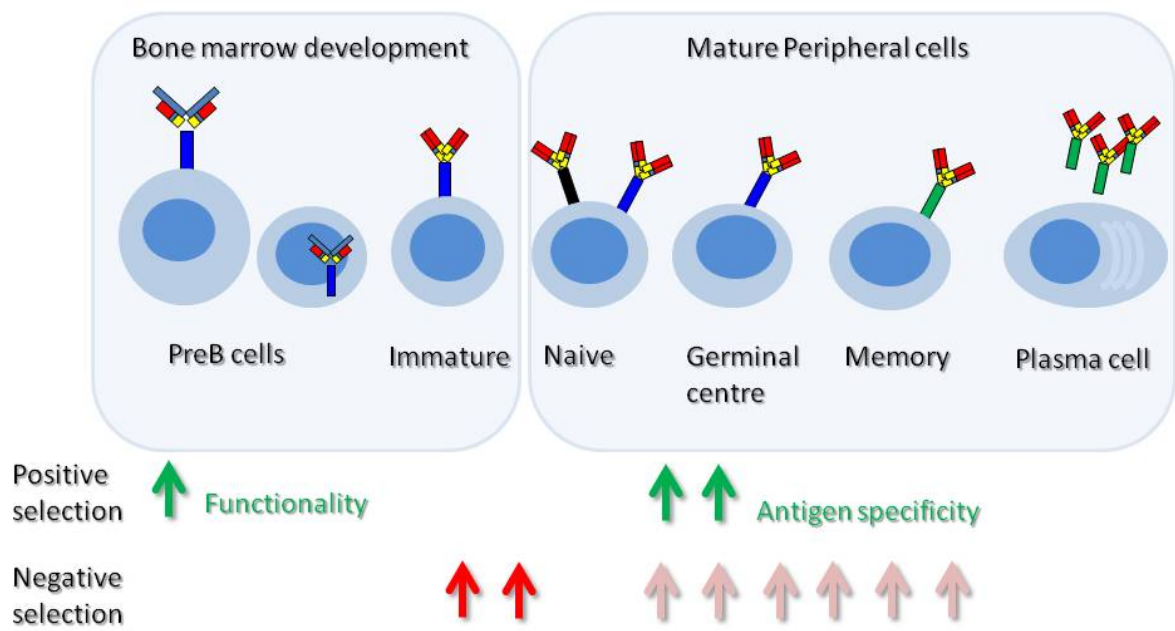 Bone marrow development
Mature Peripheral cells
PreB cells
Immature
Naive
Germinal
centre
Memory
Plasma cell
Positive
selection
Functionality
Antigen specificity
Negative
selection